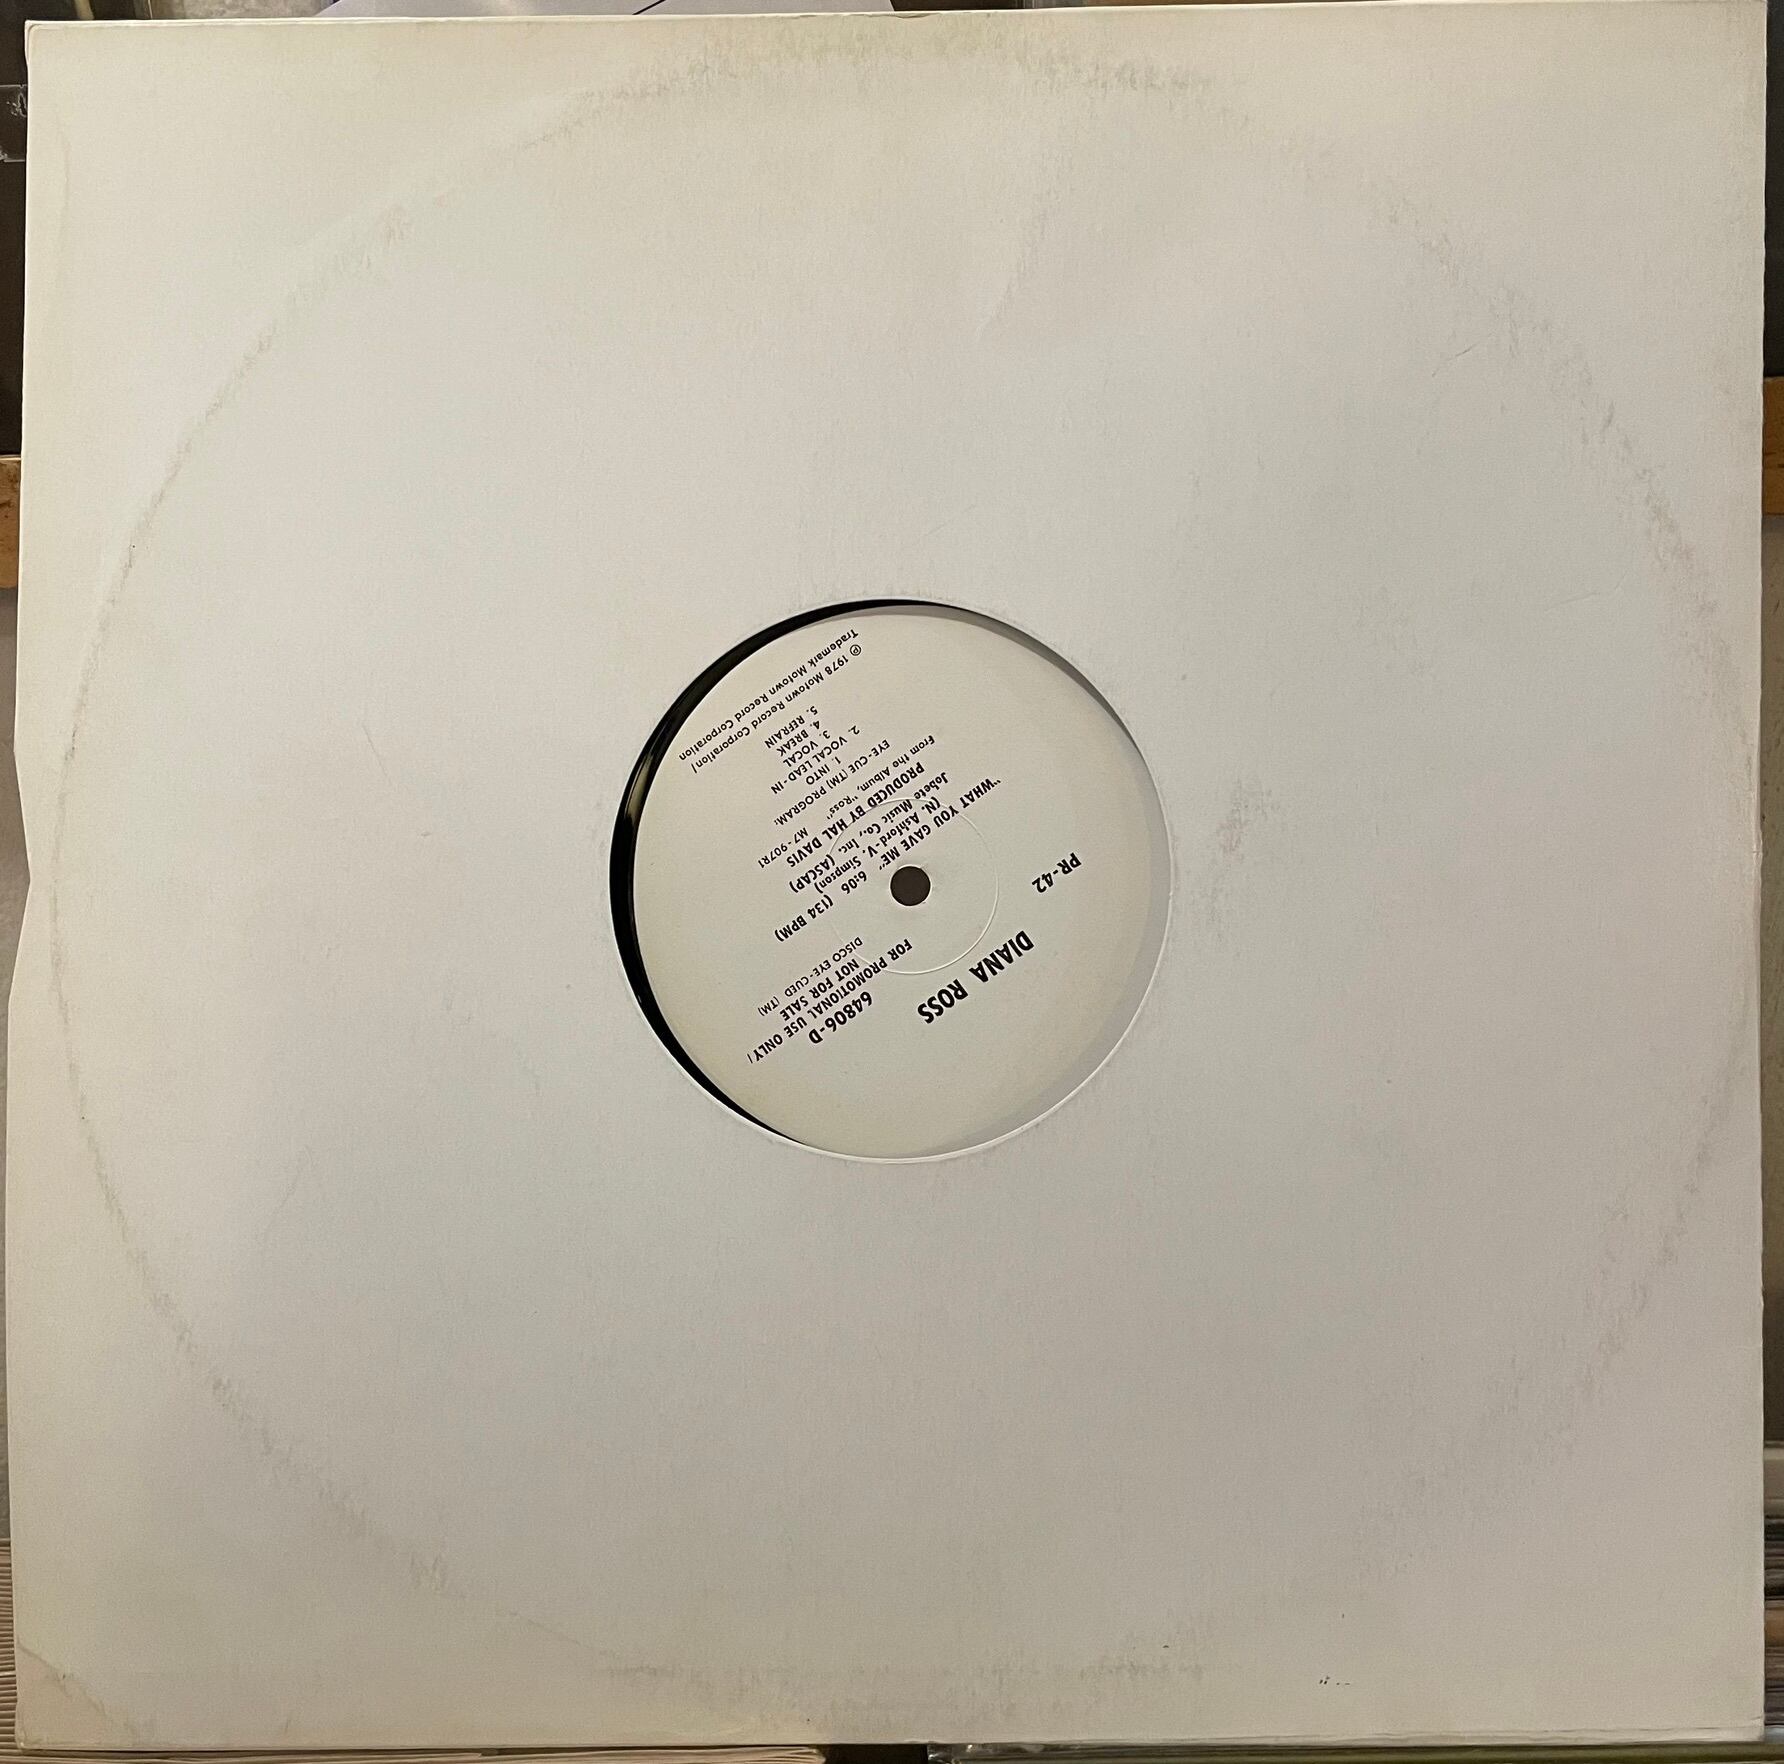 DIANA ROSS
PR-42
64806-D
FOR PROMOTIONAL USE ONLY/
NOT FOR SALE
DISCO EYE-CUED (TM)
"WHAT YOU GAVE ME" 6:06 (134 BPM)
(N. Ashford-V. Simpson)
Jobete Music Co., Inc. (ASCAP)
PRODUCED BY HAL DAVIS
From the Album, "Ross" M7-907R1
EYE-CUE (TM) PROGRAM:
1. INTO
2. VOCAL LEAD-IN
3. VOCAL
4. BREAK
5. REFRAIN
℗ 1978 Motown Record Corporation/
Trademark Motown Record Corporation